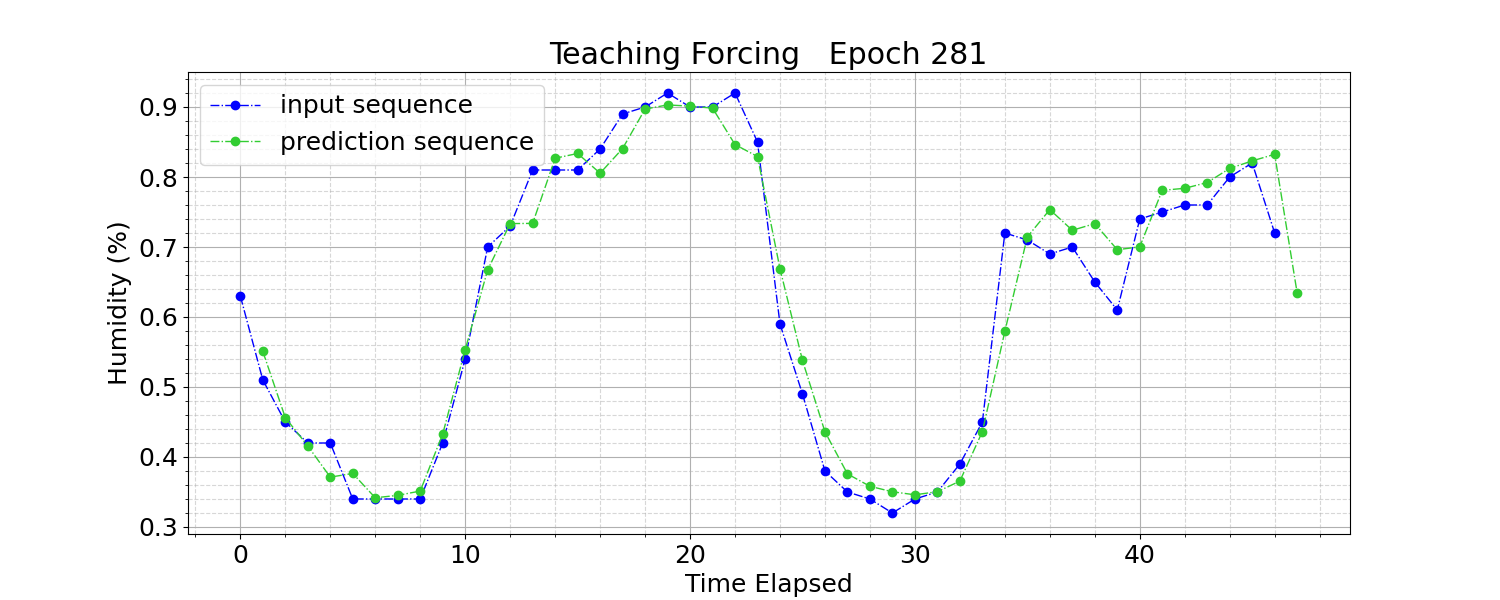 Teaching Forcing   Epoch 281
input sequence
prediction sequence
Humidity (%)
0.9
0.8
0.7
0.6
0.5
0.4
0.3
0 10 20 30 40
Time Elapsed